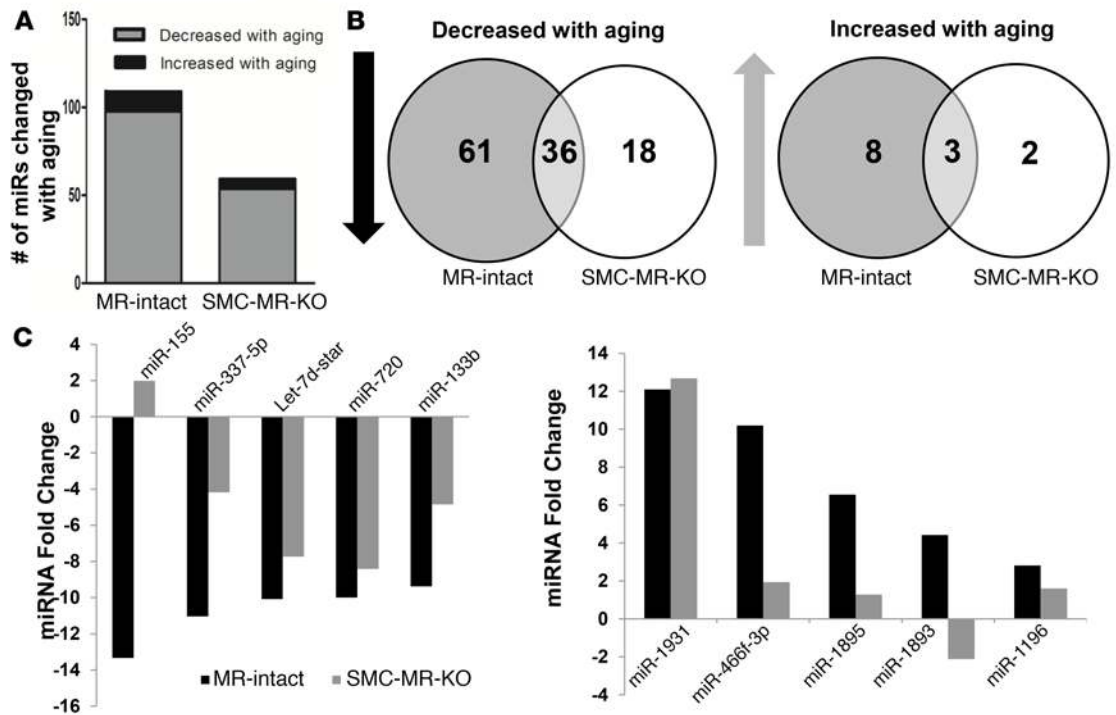 A
# of miRs changed
with aging
150
100
50
0
Decreased with aging
Increased with aging
MR-intact
SMC-MR-KO
B
Decreased with aging
61
36
18
MR-intact
SMC-MR-KO
Increased with aging
8
3
2
MR-intact
SMC-MR-KO
C
miRNA Fold Change
4
2
0
-2
-4
-6
-8
-10
-12
-14
-16
miR-155
miR-337-5p
Let-7d-star
miR-720
miR-133b
MR-intact
SMC-MR-KO
miRNA Fold Change
14
12
10
8
6
4
2
0
-2
-4
miR-1931
miR-466f-3p
miR-1895
miR-1893
miR-1196